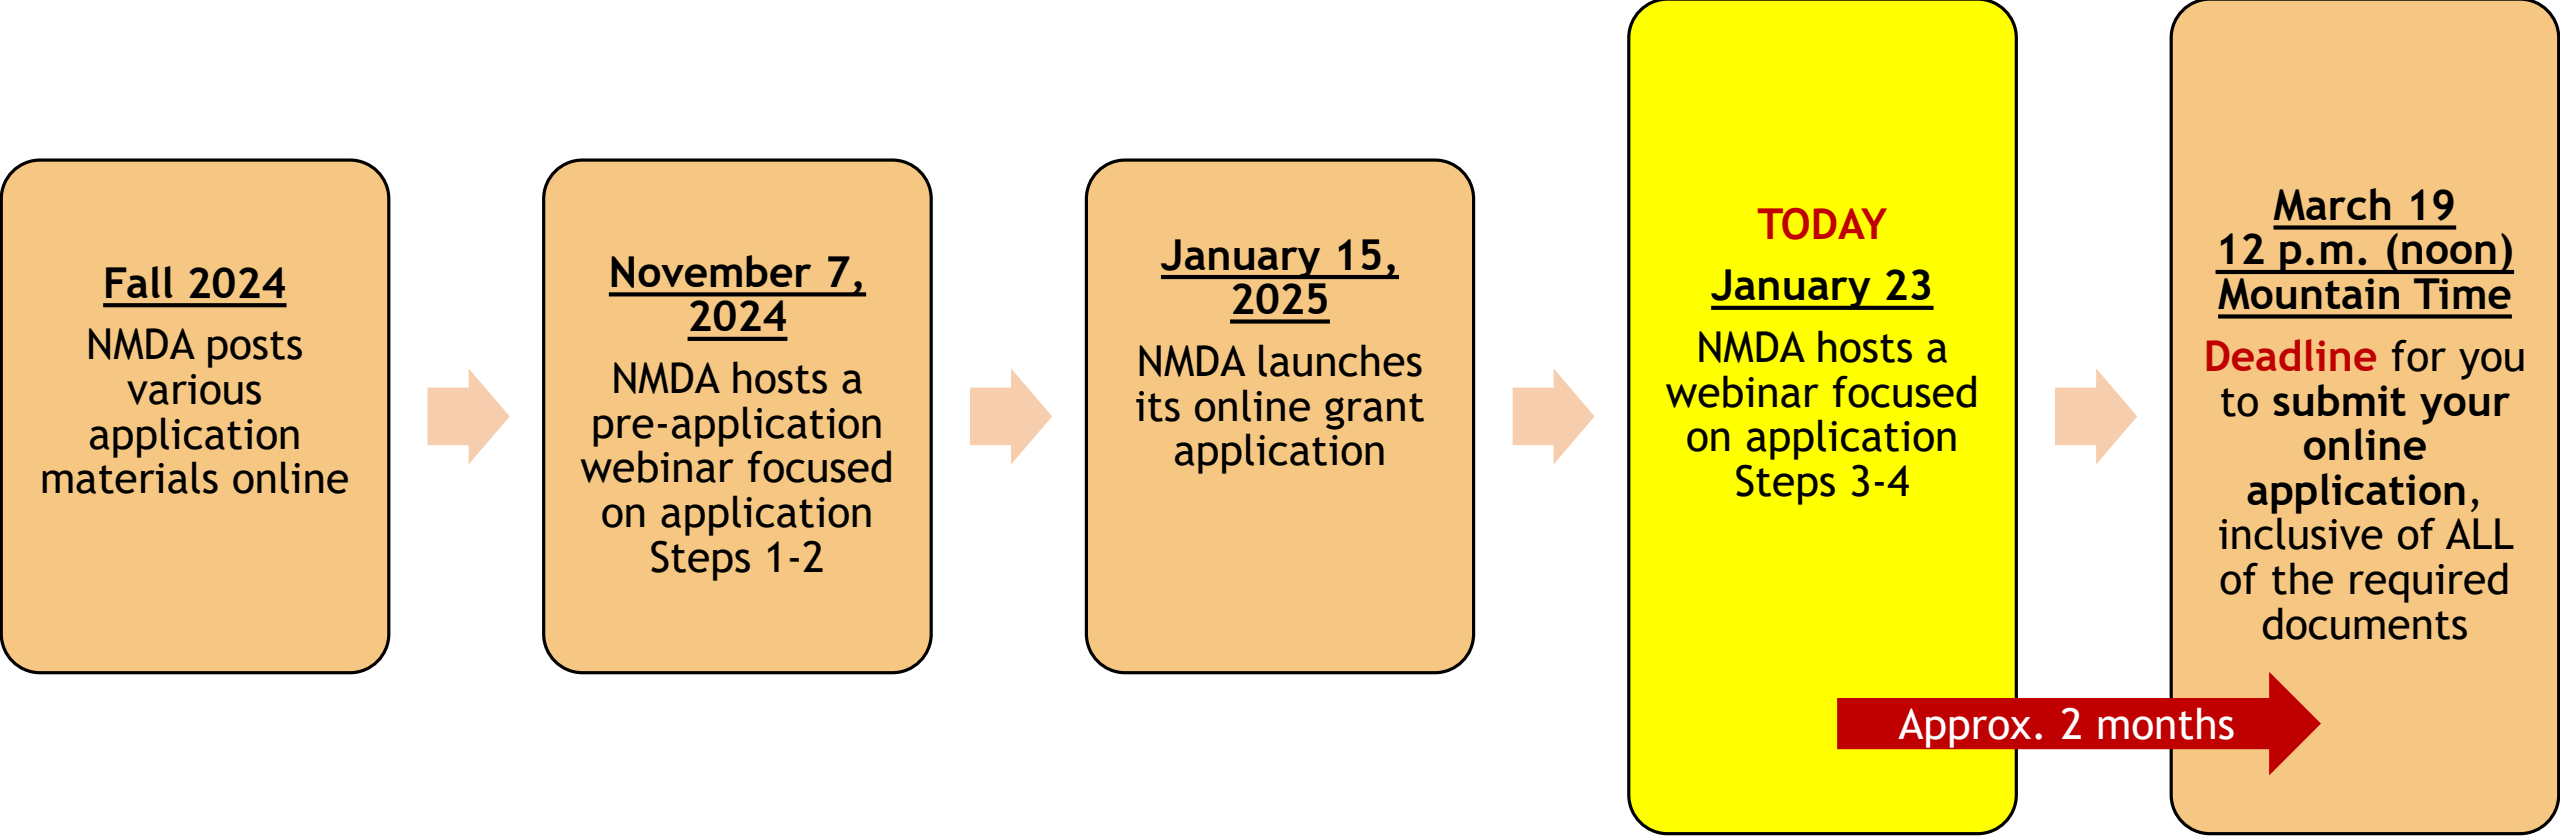 Fall 2024
NMDA posts
various
application
materials online
November 7,
2024
NMDA hosts a
pre-application
webinar focused
on application
Steps 1-2
January 15,
2025
NMDA launches
its online grant
application
TODAY
January 23
NMDA hosts a
webinar focused
on application
Steps 3-4
March 19
12 p.m. (noon)
Mountain Time
Deadline for you
to submit your
online
application,
inclusive of ALL
of the required
documents
Approx. 2 months